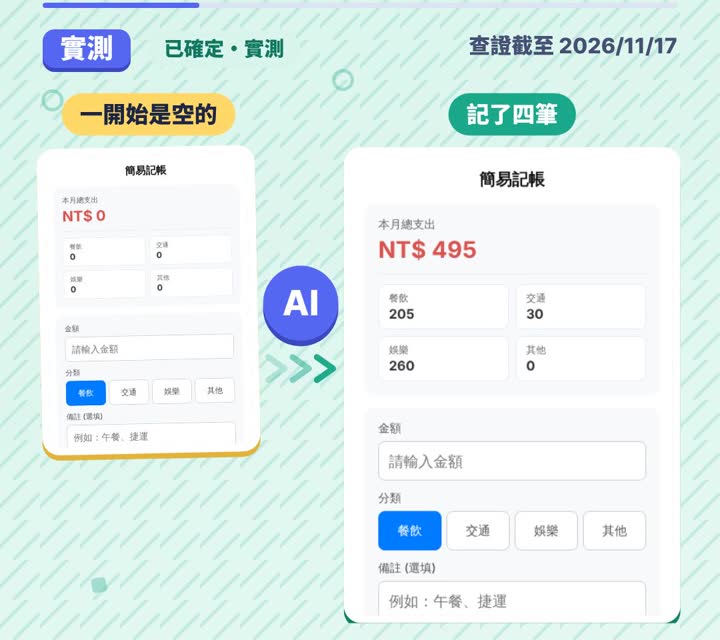 實測
已確定・實測
查證截至 2026/11/17
一開始是空的
簡易記帳
本月總支出
NT$ 0
餐飲
0
交通
0
娛樂
0
其他
0
金額
請輸入金額
分類
餐飲 交通 娛樂 其他
備註 (選填)
例如：午餐、捷運
AI
記了四筆
簡易記帳
本月總支出
NT$ 495
餐飲
205
交通
30
娛樂
260
其他
0
金額
請輸入金額
分類
餐飲 交通 娛樂 其他
備註 (選填)
例如：午餐、捷運